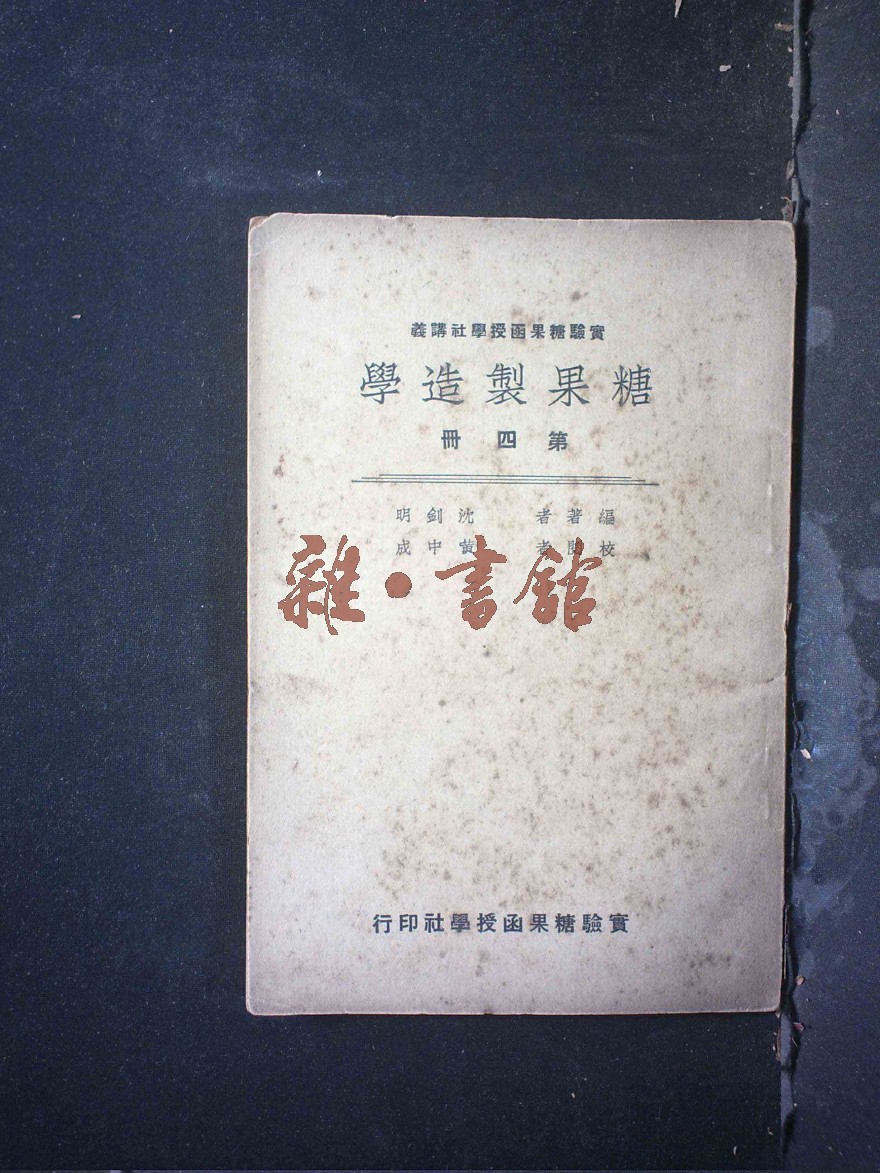 實驗糖果函授學社講義
糖果製造學
第四冊
編著者 沈劍明
校閱者 黃中成
雜·書館
實驗糖果函授學社印行